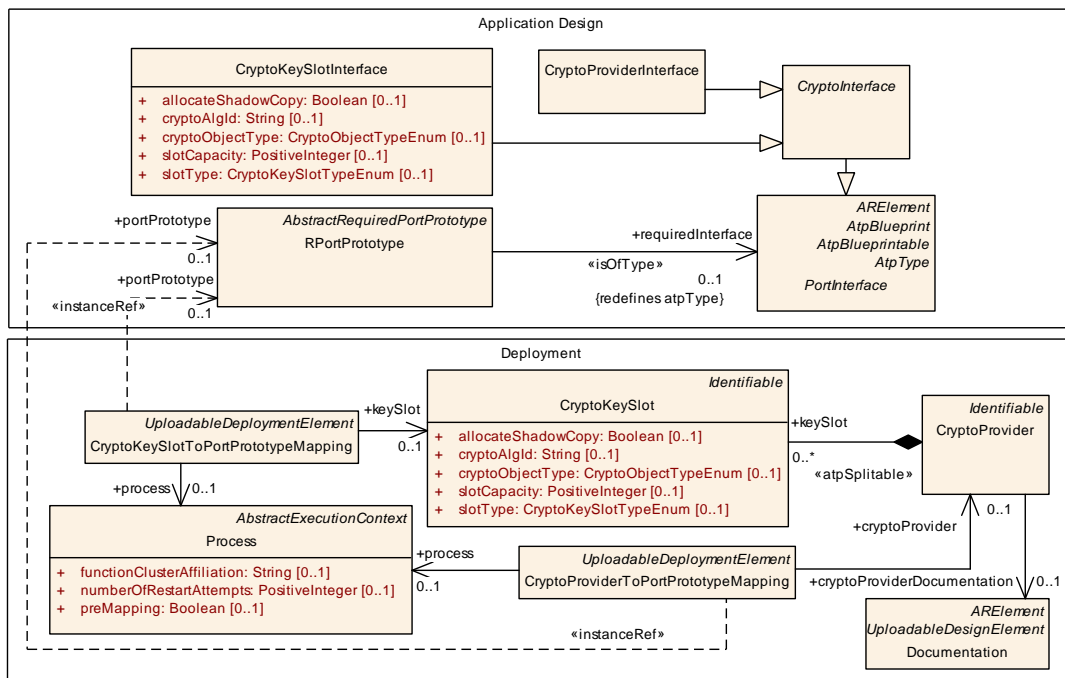 Application Design
CryptoKeySlotInterface
+ allocateShadowCopy: Boolean [0..1]
+ cryptoAlgId: String [0..1]
+ cryptoObjectType: CryptoObjectTypeEnum [0..1]
+ slotCapacity: PositiveInteger [0..1]
+ slotType: CryptoKeySlotTypeEnum [0..1]
CryptoProviderInterface
CryptoInterface
+portPrototype
0..1
+portPrototype
«instanceRef»
0..1
AbstractRequiredPortPrototype
RPortPrototype
+requiredInterface
«isOfType»
0..1
{redefines atpType}
ARElement
AtpBlueprint
AtpBlueprintable
AtpType
PortInterface
Deployment
UploadableDeploymentElement
CryptoKeySlotToPortPrototypeMapping
+keySlot
0..1
Identifiable
CryptoKeySlot
+ allocateShadowCopy: Boolean [0..1]
+ cryptoAlgId: String [0..1]
+ cryptoObjectType: CryptoObjectTypeEnum [0..1]
+ slotCapacity: PositiveInteger [0..1]
+ slotType: CryptoKeySlotTypeEnum [0..1]
+keySlot
0..*
«atpSplitable»
Identifiable
CryptoProvider
+process
0..1
AbstractExecutionContext
Process
+ functionClusterAffiliation: String [0..1]
+ numberOfRestartAttempts: PositiveInteger [0..1]
+ preMapping: Boolean [0..1]
+process
0..1
UploadableDeploymentElement
CryptoProviderToPortPrototypeMapping
+cryptoProvider
0..1
+cryptoProviderDocumentation
0..1
«instanceRef»
ARElement
UploadableDesignElement
Documentation